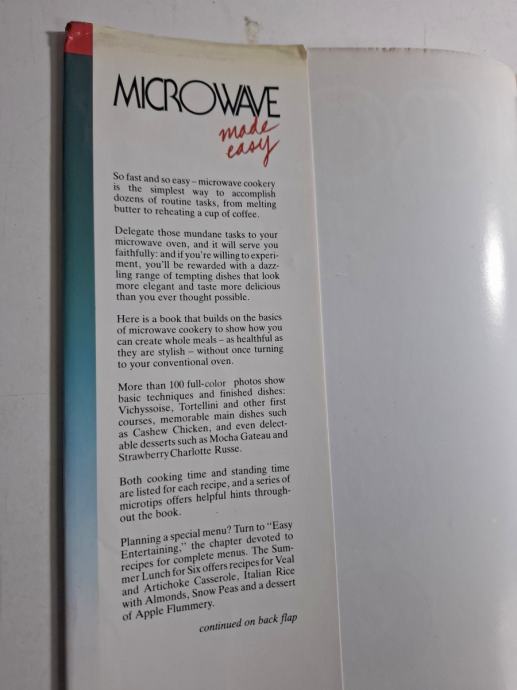 MICROWAVE
made
easy
So fast and so easy – microwave cookery
is the simplest way to accomplish
dozens of routine tasks, from melting
butter to reheating a cup of coffee.
Delegate those mundane tasks to your
microwave oven, and it will serve you
faithfully: and if you're willing to experi-
ment, you'll be rewarded with a dazz-
ling range of tempting dishes that look
more elegant and taste more delicious
than you ever thought possible.
Here is a book that builds on the basics
of microwave cookery to show how you
can create whole meals – as healthful as
they are stylish – without once turning
to your conventional oven.
More than 100 full-color photos show
basic techniques and finished dishes:
Vichyssoise, Tortellini and other first
courses, memorable main dishes such
as Cashew Chicken, and even delect-
able desserts such as Mocha Gateau and
Strawberry Charlotte Russe.
Both cooking time and standing time
are listed for each recipe, and a series of
microtips offers helpful hints through-
out the book.
Planning a special menu? Turn to "Easy
Entertaining," the chapter devoted to
recipes for complete menus. The Sum-
mer Lunch for Six offers recipes for Veal
and Artichoke Casserole, Italian Rice
with Almonds, Snow Peas and a dessert
of Apple Flummery.
continued on back flap